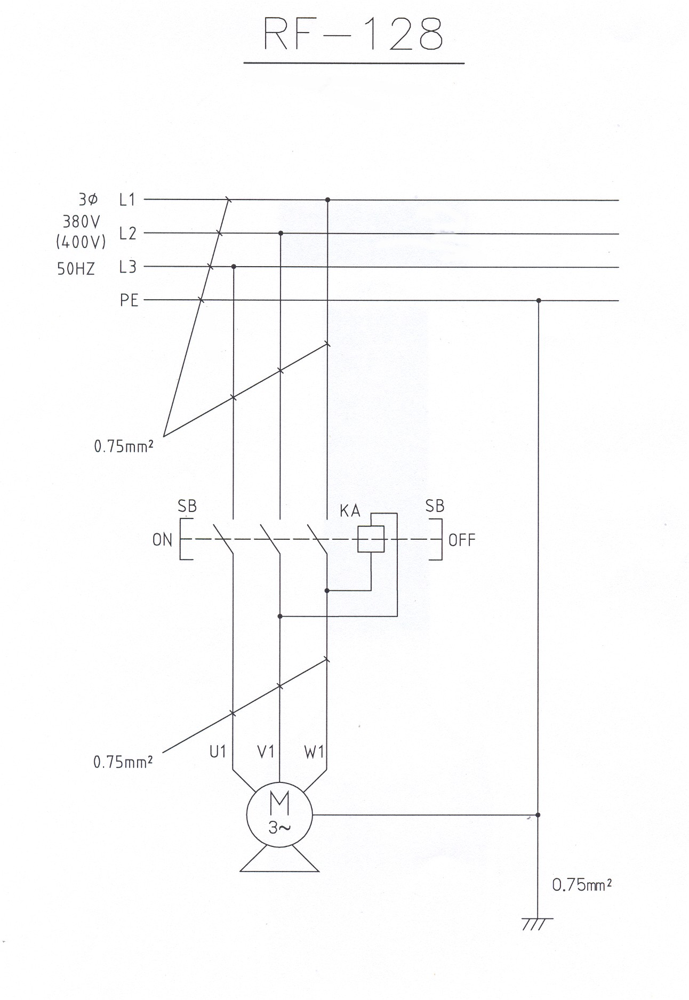 RF-128
3Ø L1
380V
(400V)
L2
50HZ L3
PE
0.75mm²
SB
KA
SB
ON
OFF
U1 V1 W1
0.75mm²
M
3~
0.75mm²